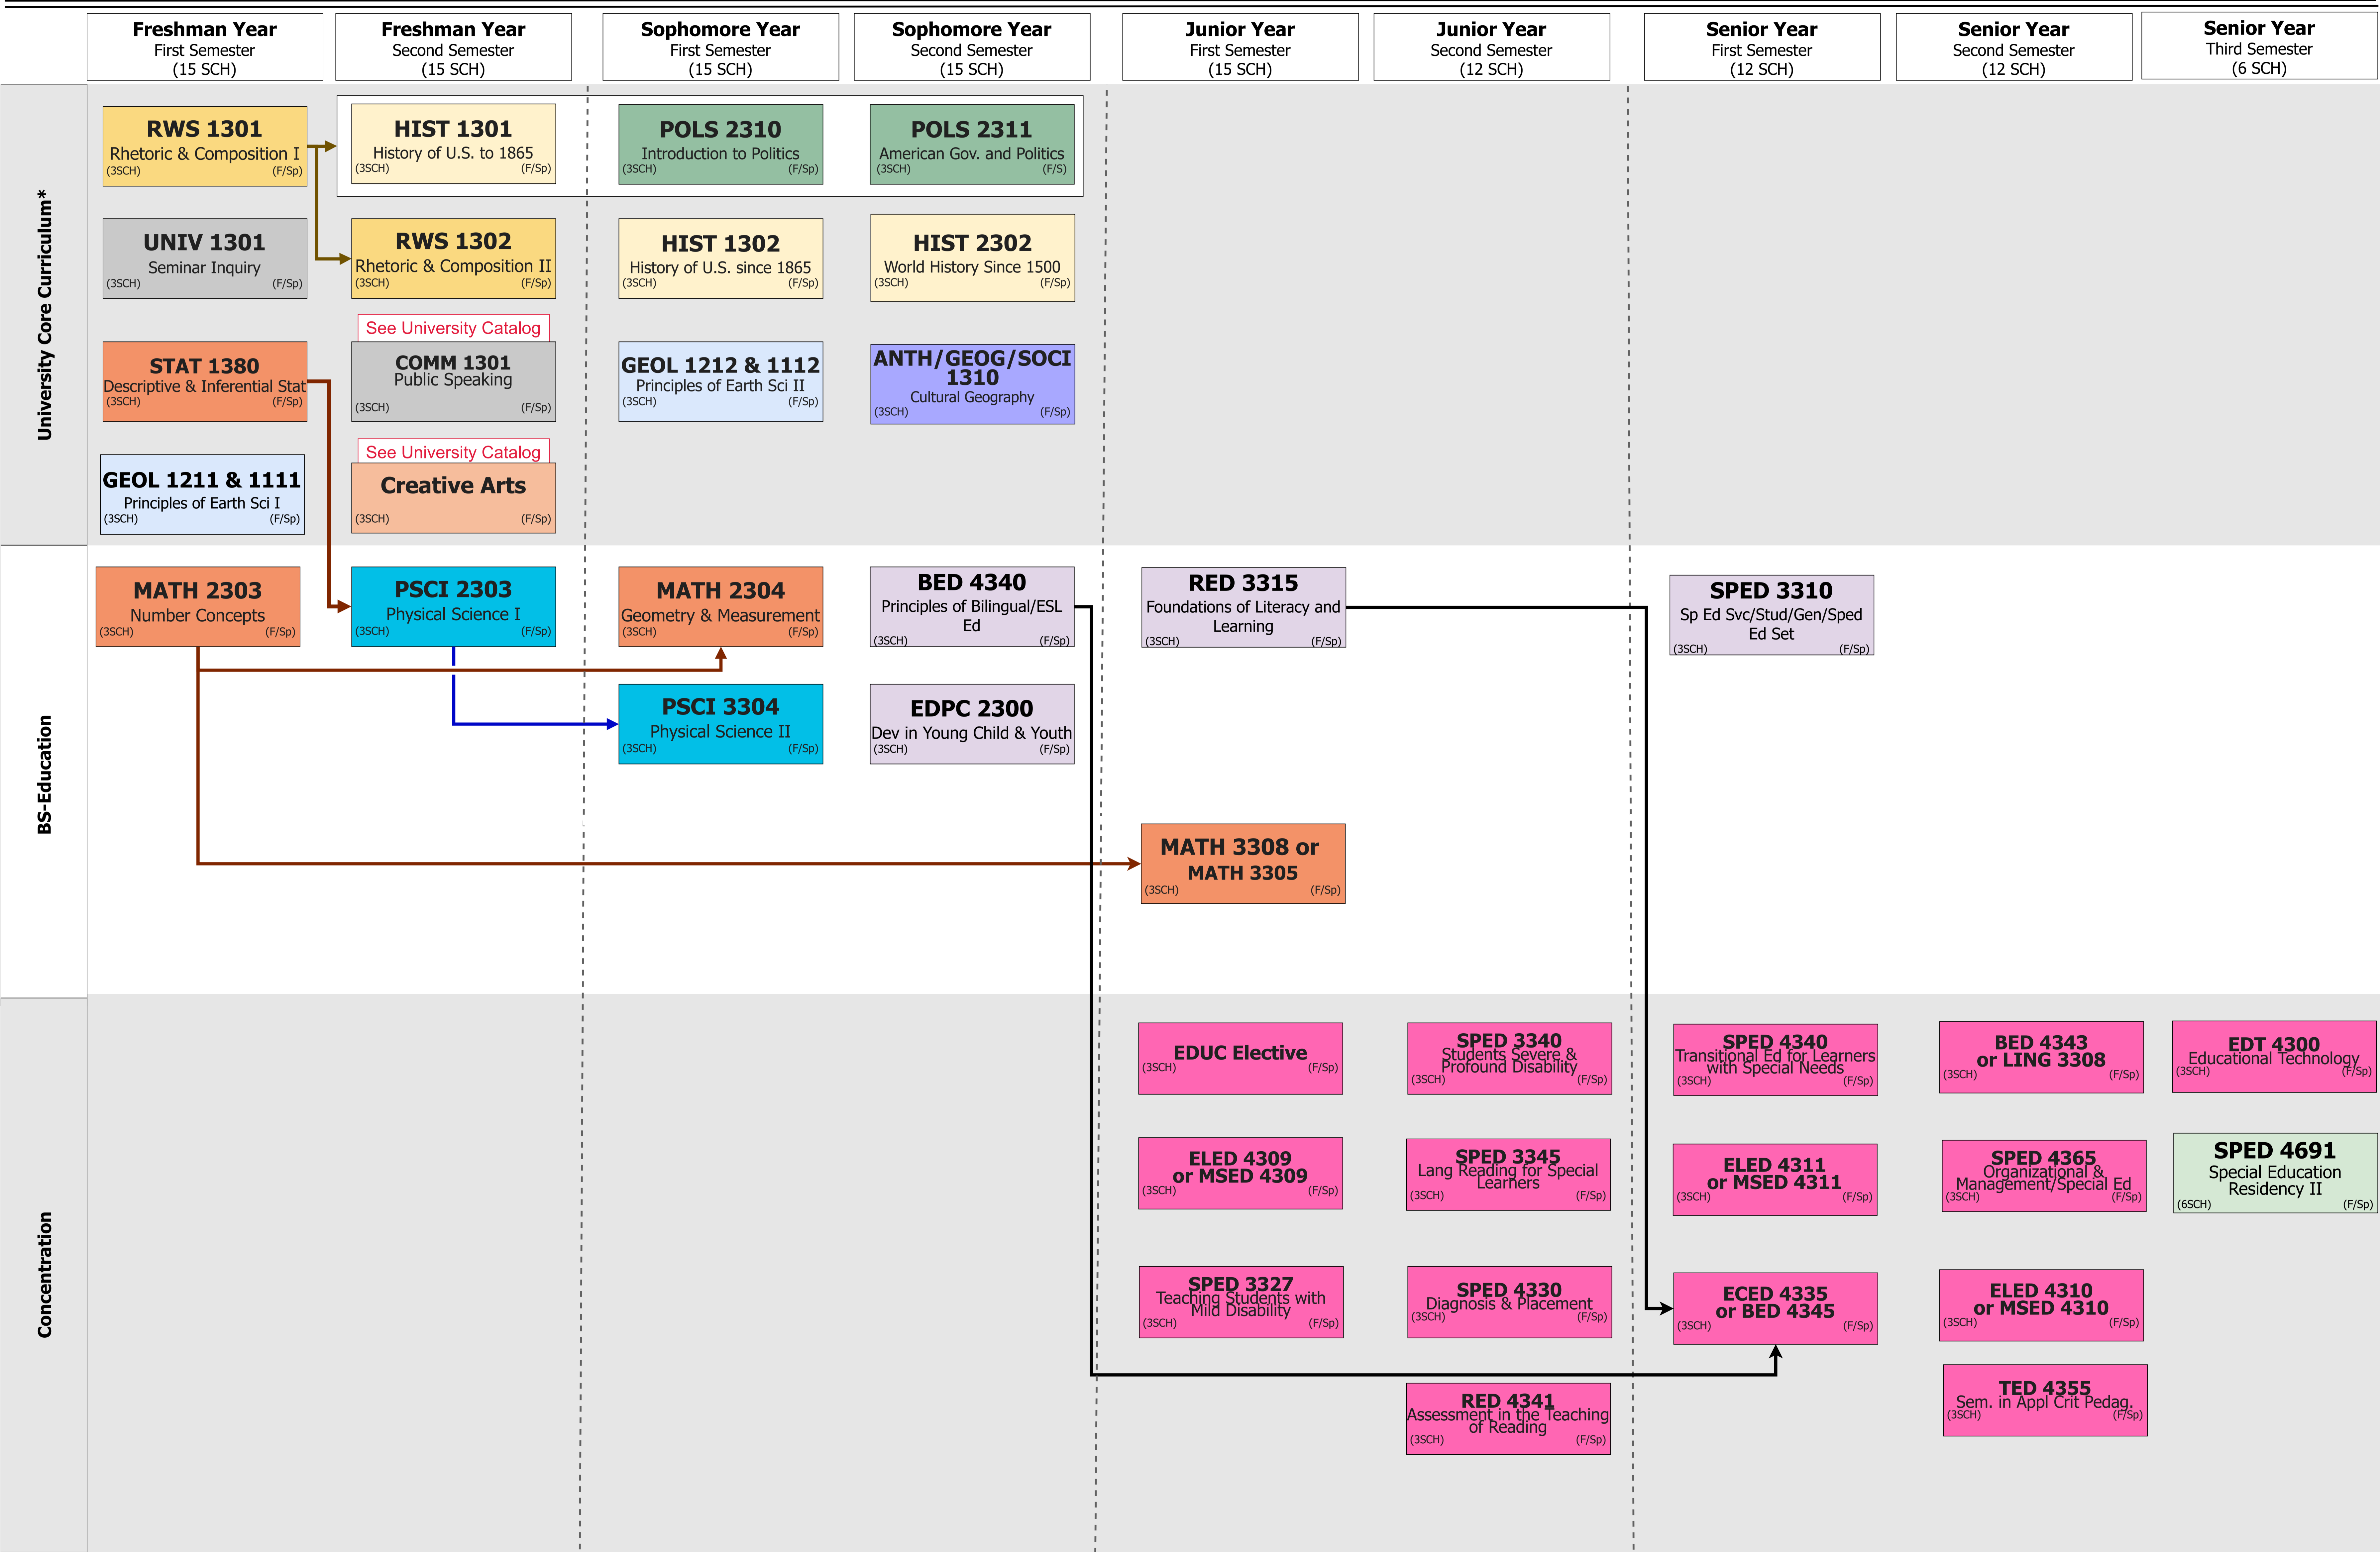 Freshman Year
First Semester
(15 SCH)
Freshman Year
Second Semester
(15 SCH)
Sophomore Year
First Semester
(15 SCH)
Sophomore Year
Second Semester
(15 SCH)
Junior Year
First Semester
(15 SCH)
Junior Year
Second Semester
(12 SCH)
Senior Year
First Semester
(12 SCH)
Senior Year
Second Semester
(12 SCH)
Senior Year
Third Semester
(6 SCH)
University Core Curriculum*
RWS 1301
Rhetoric & Composition I
(3SCH) (F/Sp)
HIST 1301
History of U.S. to 1865
(3SCH) (F/Sp)
POLS 2310
Introduction to Politics
(3SCH) (F/Sp)
POLS 2311
American Gov. and Politics
(3SCH) (F/S)
UNIV 1301
Seminar Inquiry
(3SCH) (F/Sp)
RWS 1302
Rhetoric & Composition II
(3SCH) (F/Sp)
HIST 1302
History of U.S. since 1865
(3SCH) (F/Sp)
HIST 2302
World History Since 1500
(3SCH) (F/Sp)
STAT 1380
Descriptive & Inferential Stat
(3SCH) (F/Sp)
See University Catalog
COMM 1301
Public Speaking
(3SCH) (F/Sp)
GEOL 1212 & 1112
Principles of Earth Sci II
(3SCH) (F/Sp)
ANTH/GEOG/SOCI
1310
Cultural Geography
(3SCH) (F/Sp)
GEOL 1211 & 1111
Principles of Earth Sci I
(3SCH) (F/Sp)
See University Catalog
Creative Arts
(3SCH) (F/Sp)
BS-Education
MATH 2303
Number Concepts
(3SCH) (F/Sp)
PSCI 2303
Physical Science I
(3SCH) (F/Sp)
MATH 2304
Geometry & Measurement
(3SCH) (F/Sp)
BED 4340
Principles of Bilingual/ESL
Ed
(3SCH) (F/Sp)
RED 3315
Foundations of Literacy and
Learning
(3SCH) (F/Sp)
SPED 3310
Sp Ed Svc/Stud/Gen/Sped
Ed Set
(3SCH) (F/Sp)
PSCI 3304
Physical Science II
(3SCH) (F/Sp)
EDPC 2300
Dev in Young Child & Youth
(3SCH) (F/Sp)
MATH 3308 or
MATH 3305
(3SCH) (F/Sp)
Concentration
EDUC Elective
(3SCH) (F/Sp)
SPED 3340
Students Severe &
Profound Disability
(3SCH) (F/Sp)
SPED 4340
Transitional Ed for Learners
with Special Needs
(3SCH) (F/Sp)
BED 4343
or LING 3308
(3SCH) (F/Sp)
EDT 4300
Educational Technology
(3SCH) (F/Sp)
ELED 4309
or MSED 4309
(3SCH) (F/Sp)
SPED 3345
Lang Reading for Special
Learners
(3SCH) (F/Sp)
ELED 4311
or MSED 4311
(3SCH) (F/Sp)
SPED 4365
Organizational &
Management/Special Ed
(3SCH) (F/Sp)
SPED 4691
Special Education
Residency II
(6SCH) (F/Sp)
SPED 3327
Teaching Students with
Mild Disability
(3SCH) (F/Sp)
SPED 4330
Diagnosis & Placement
(3SCH) (F/Sp)
ECED 4335
or BED 4345
(3SCH) (F/Sp)
ELED 4310
or MSED 4310
(3SCH) (F/Sp)
RED 4341
Assessment in the Teaching
of Reading
(3SCH) (F/Sp)
TED 4355
Sem. in Appl Crit Pedag.
(3SCH) (F/Sp)